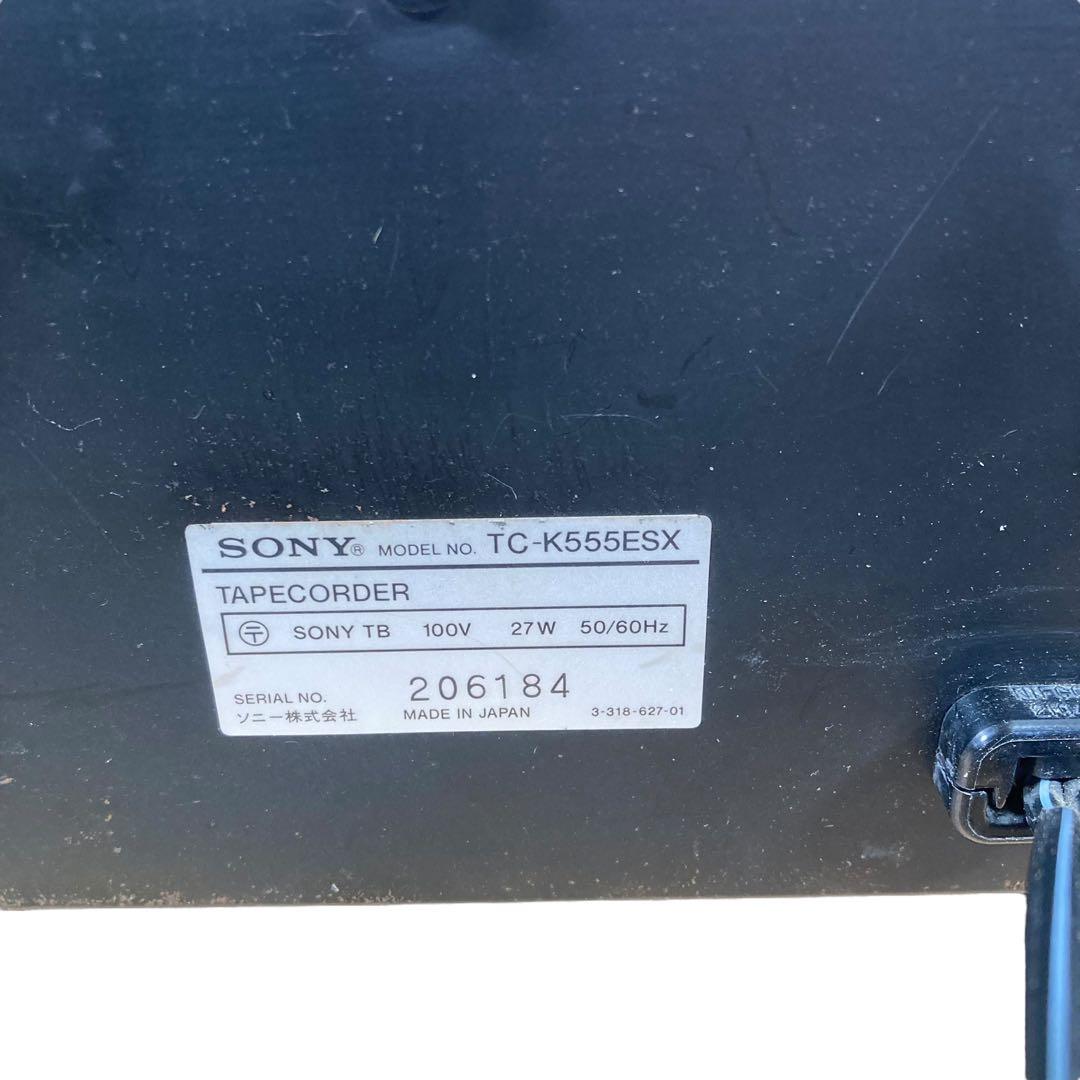 SONY® MODEL NO. TC-K555ESX
TAPECORDER
〒 SONY TB 100V 27W 50/60Hz
SERIAL NO. 206184
ソニー株式会社 MADE IN JAPAN 3-318-627-01